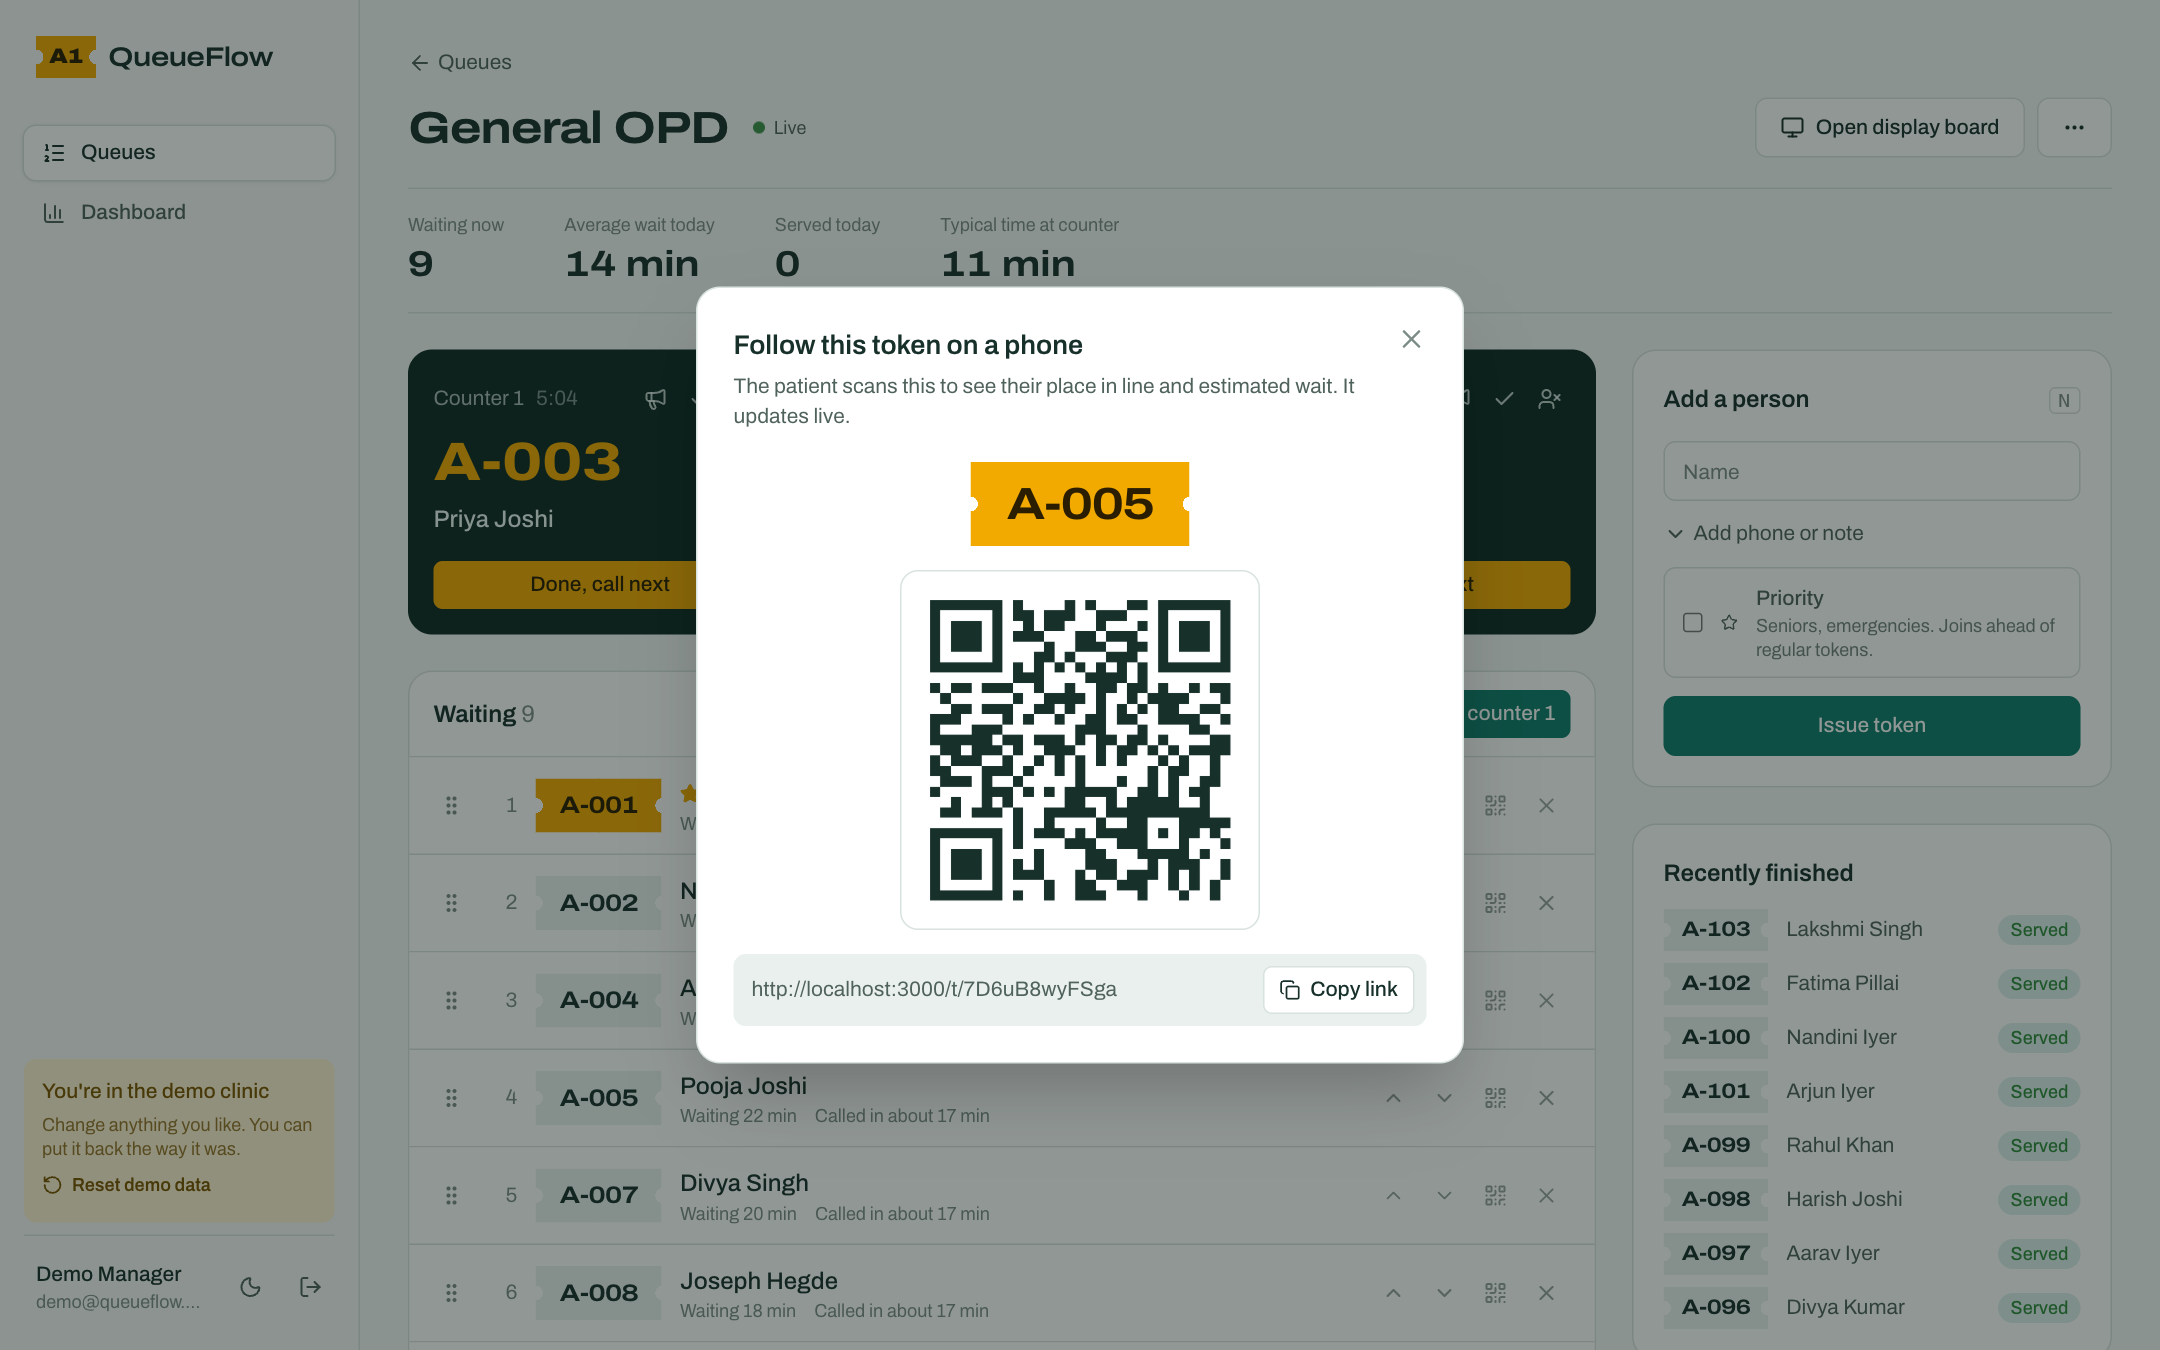 A1 QueueFlow
Queues
Dashboard
You're in the demo clinic
Change anything you like. You can
put it back the way it was.
Reset demo data
Demo Manager
demo@queueflow....
Queues
General OPD
Live
Open display board
Waiting now
9
Average wait today
14 min
Served today
0
Typical time at counter
11 min
Counter 1 5:04
A-003
Priya Joshi
Done, call next
Waiting 9
counter 1
1 A-001
2 A-002
3 A-004
4 A-005
Pooja Joshi
Waiting 22 min Called in about 17 min
5 A-007
Divya Singh
Waiting 20 min Called in about 17 min
6 A-008
Joseph Hegde
Waiting 18 min Called in about 17 min
Follow this token on a phone
The patient scans this to see their place in line and estimated wait. It
updates live.
A-005
http://localhost:3000/t/7D6uB8wyFSga
Copy link
Add a person
N
Name
Add phone or note
Priority
Seniors, emergencies. Joins ahead of
regular tokens.
Issue token
Recently finished
A-103 Lakshmi Singh Served
A-102 Fatima Pillai Served
A-100 Nandini Iyer Served
A-101 Arjun Iyer Served
A-099 Rahul Khan Served
A-098 Harish Joshi Served
A-097 Aarav Iyer Served
A-096 Divya Kumar Served